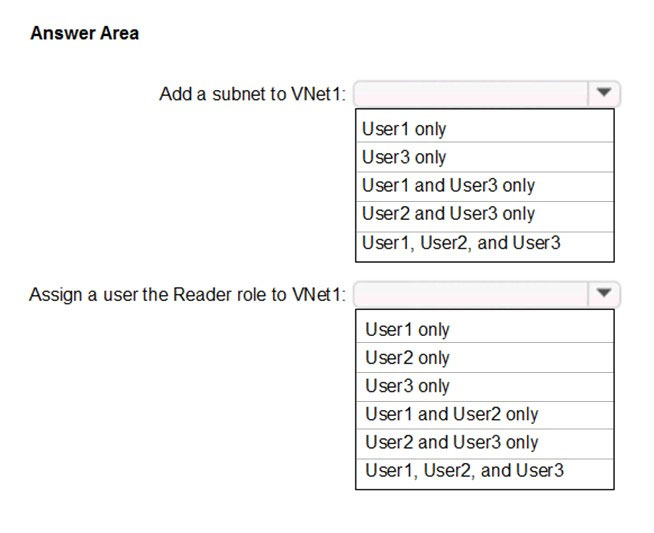 Answer Area
Add a subnet to VNet1:
User1 only
User3 only
User1 and User3 only
User2 and User3 only
User1, User2, and User3
Assign a user the Reader role to VNet1:
User1 only
User2 only
User3 only
User1 and User2 only
User2 and User3 only
User1, User2, and User3